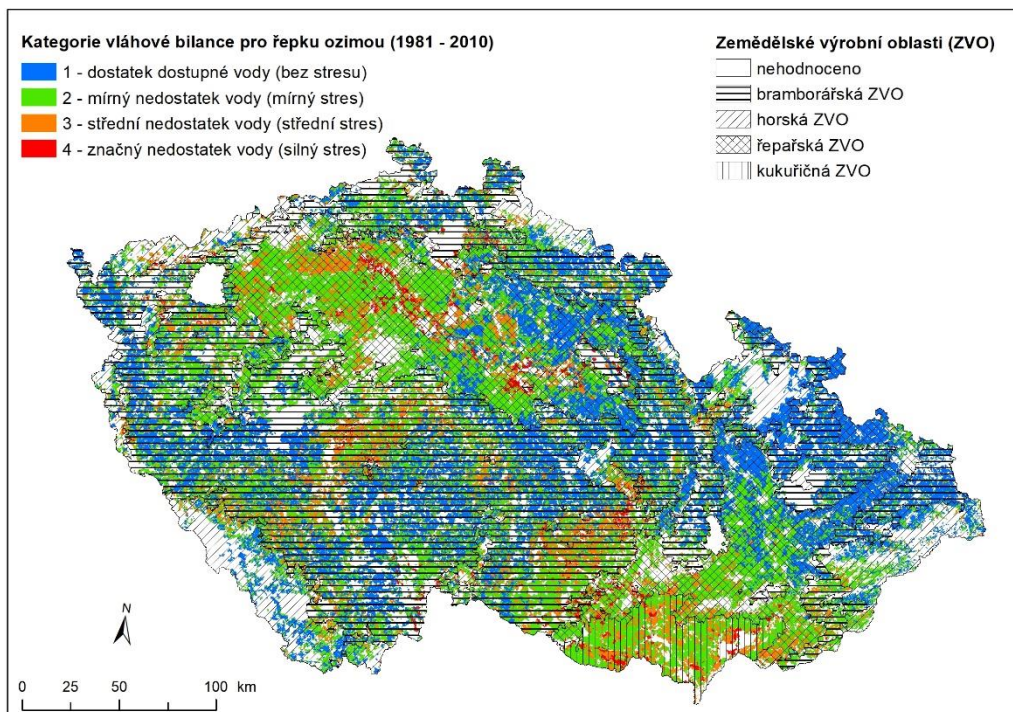 Kategorie vláhové bilance pro řepku ozimou (1981 - 2010)
1 - dostatek dostupné vody (bez stresu)
2 - mírný nedostatek vody (mírný stres)
3 - střední nedostatek vody (střední stres)
4 - značný nedostatek vody (silný stres)
Zemědělské výrobní oblasti (ZVO)
nehodnoceno
bramborářská ZVO
horská ZVO
řepařská ZVO
kukuřičná ZVO
N
0 25 50 100 km